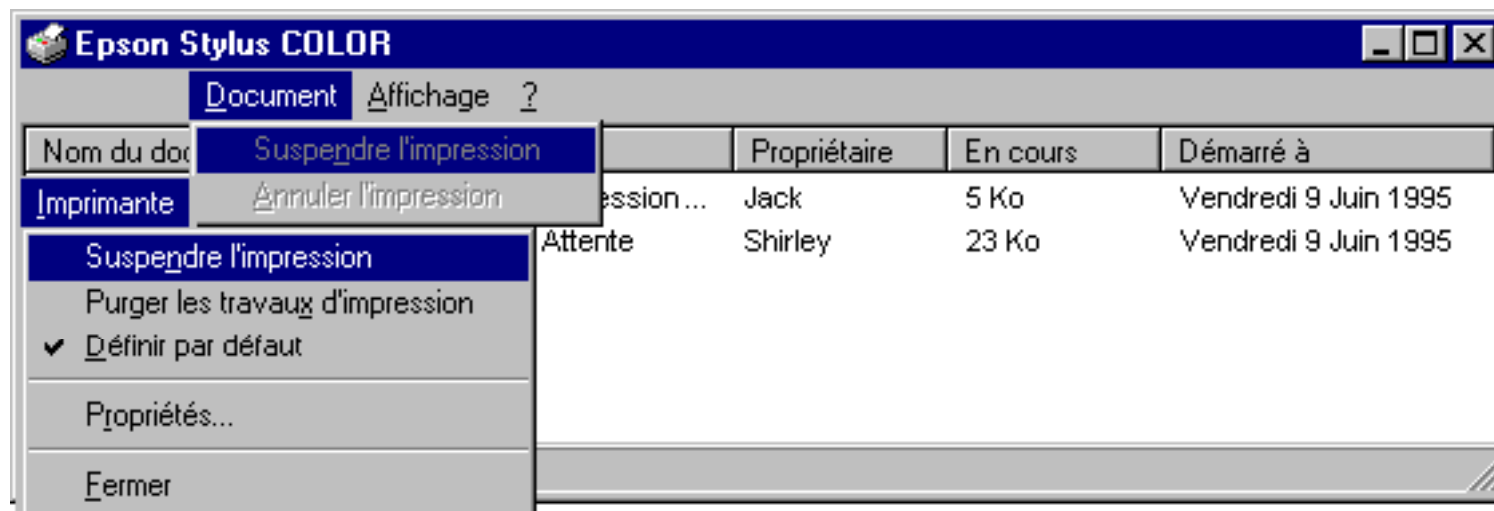 Epson Stylus COLOR
Document Affichage ?
Nom du doc Propriétaire En cours Démarré à
Suspendre l'impression
Imprimante
Annuler l'impression
ession... Jack 5 Ko Vendredi 9 Juin 1995
Attente Shirley 23 Ko Vendredi 9 Juin 1995
Suspendre l'impression
Purger les travaux d'impression
Définir par défaut
Propriétés...
Fermer